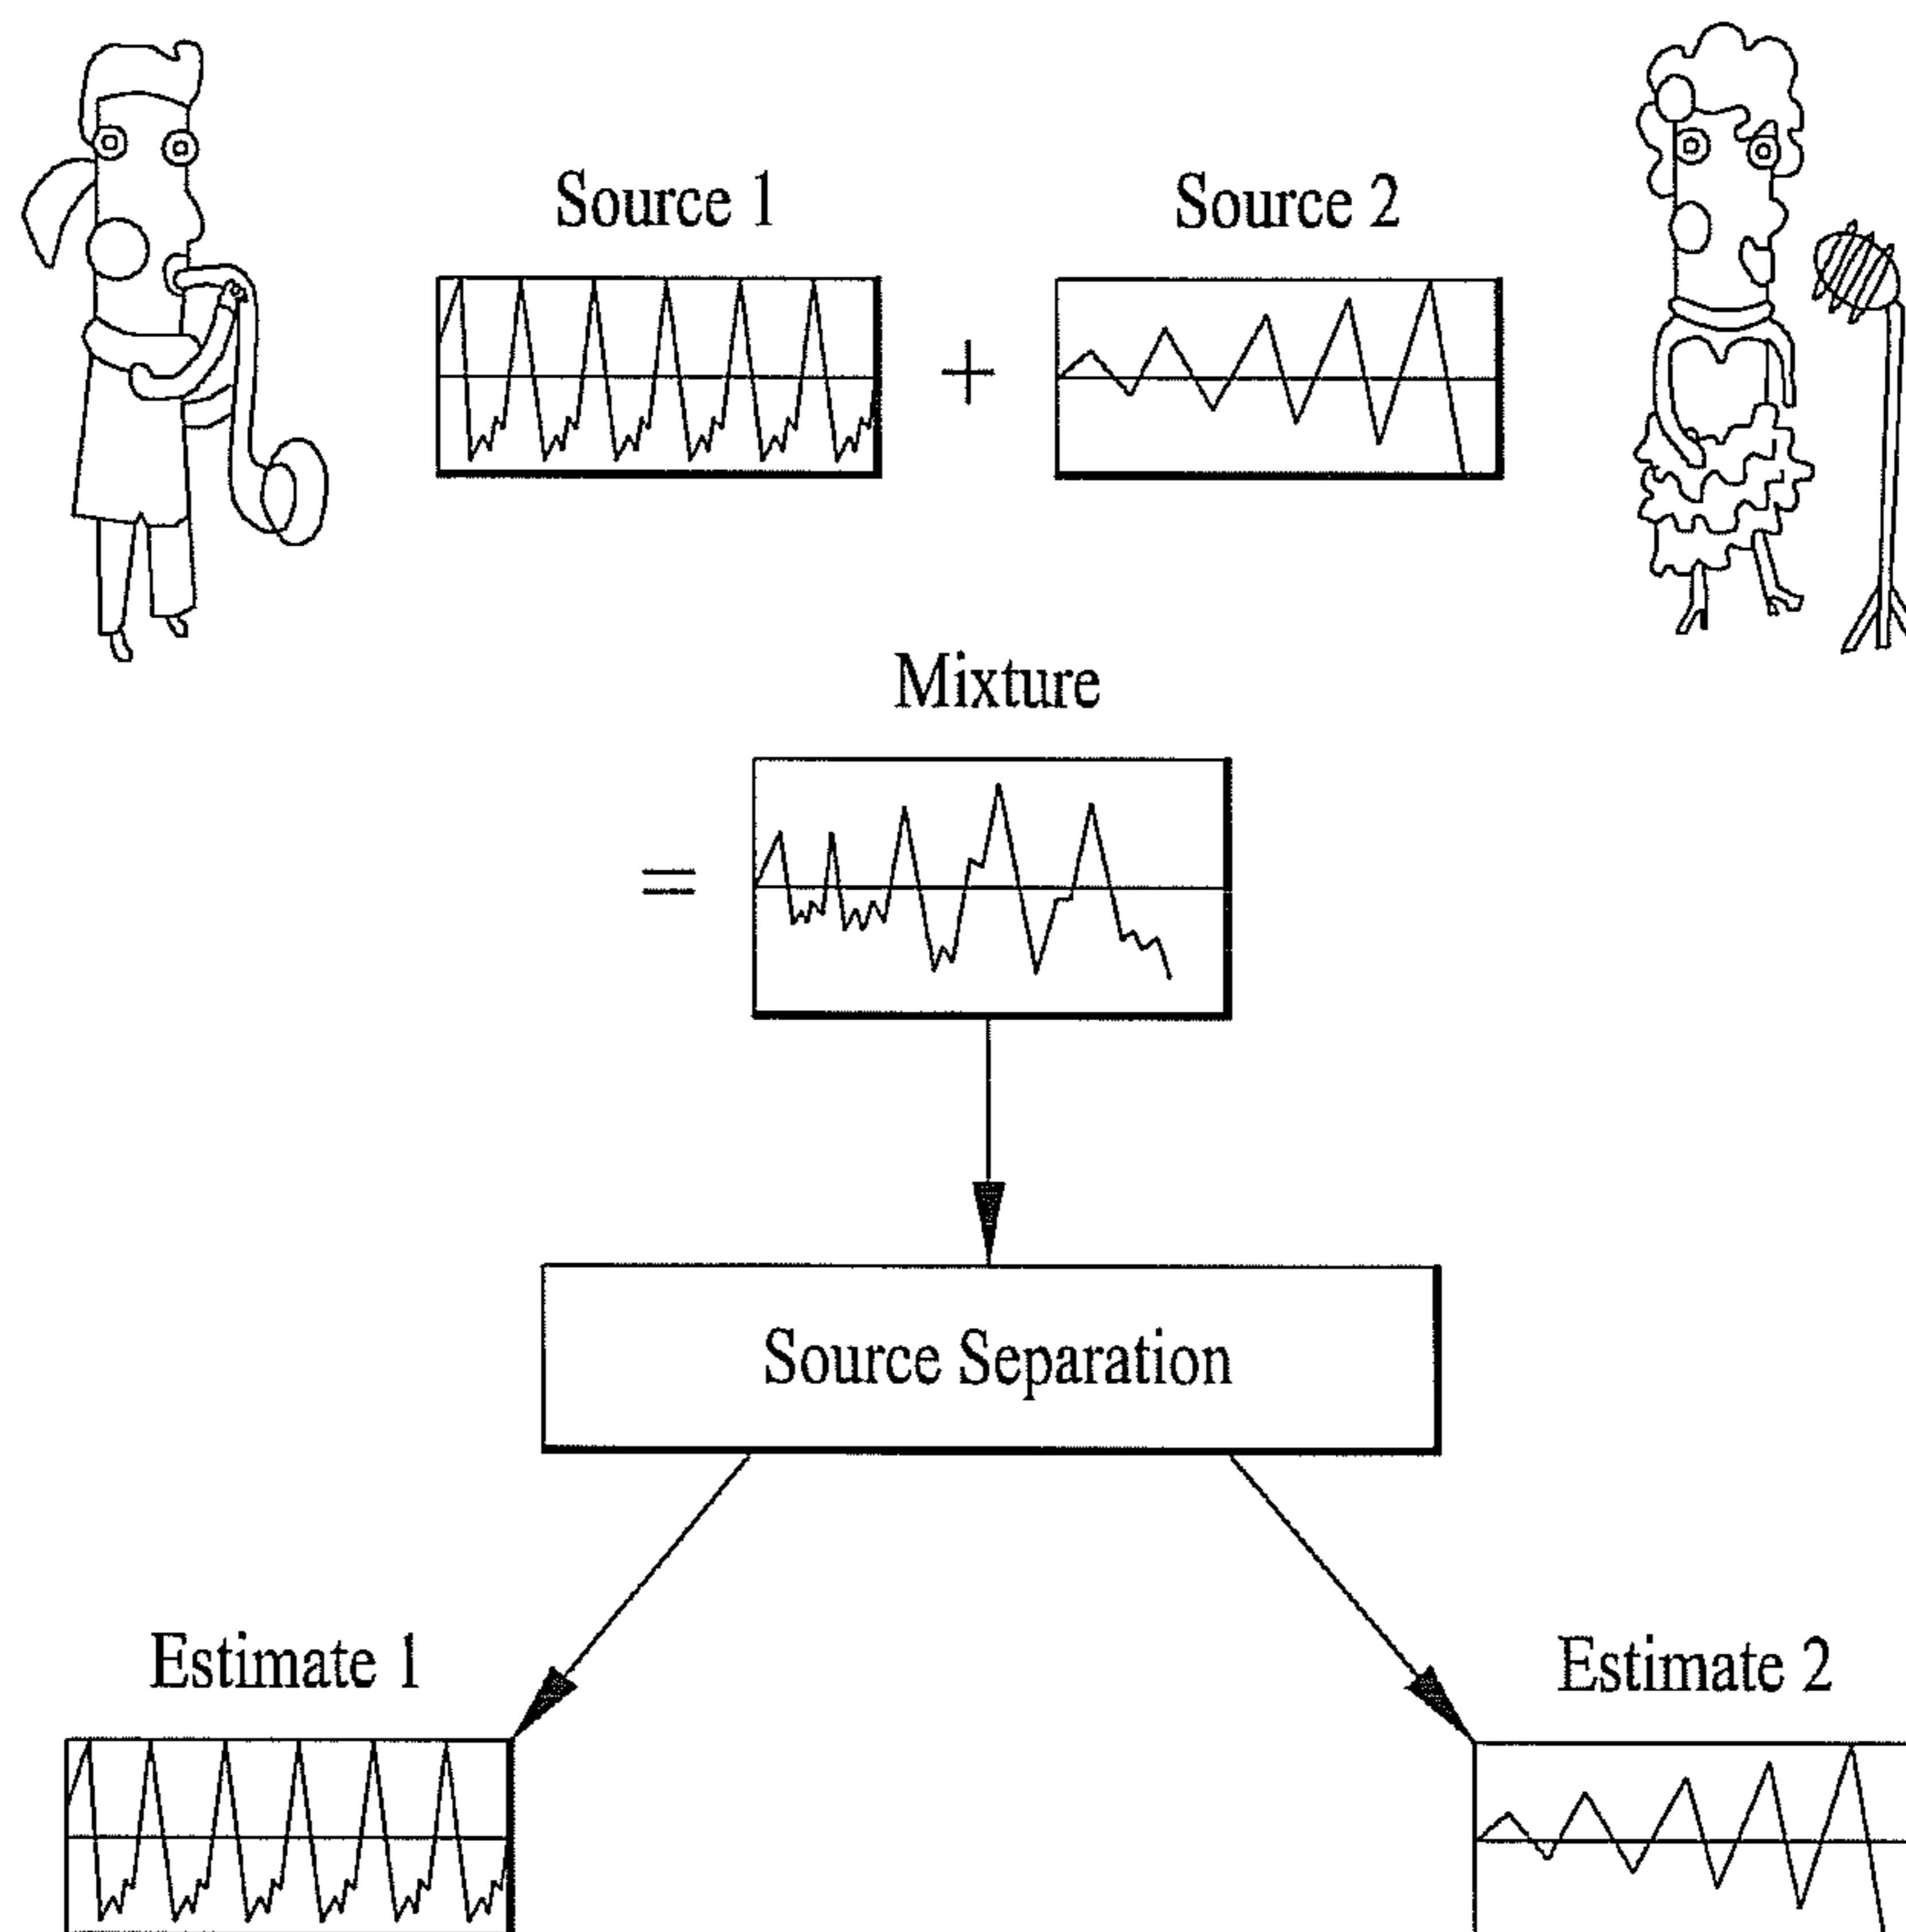 Source 1
Source 2
+
Mixture
=
Source Separation
Estimate 1
Estimate 2